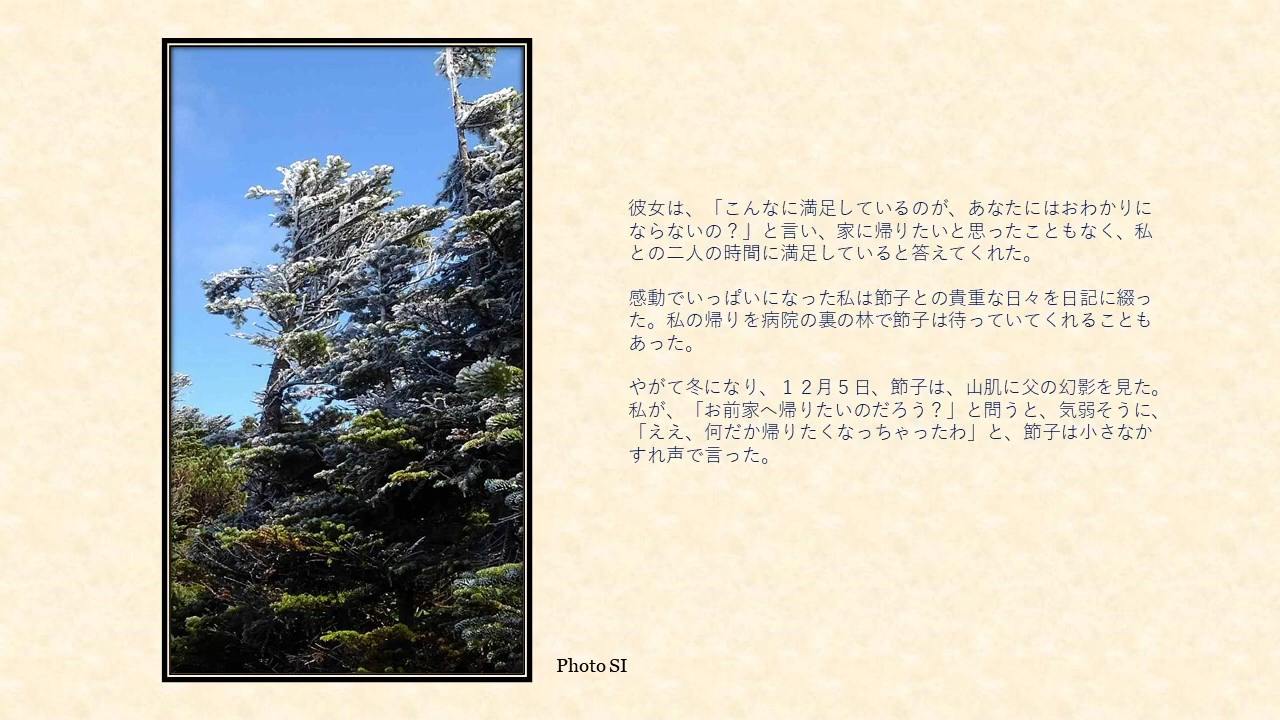 彼女は、「こんなに満足しているのが、あなたにはおわかりに
ならないの？」と言い、家に帰りたいと思ったこともなく、私
との二人の時間に満足していると答えてくれた。
感動でいっぱいになった私は節子との貴重な日々を日記に綴っ
た。私の帰りを病院の裏の林で節子は待っていてくれることも
あった。
やがて冬になり、１２月５日、節子は、山肌に父の幻影を見た。
私が、「お前家へ帰りたいのだろう？」と問うと、気弱そうに、
「ええ、何だか帰りたくなっちゃったわ」と、節子は小さなか
すれ声で言った。
Photo SI